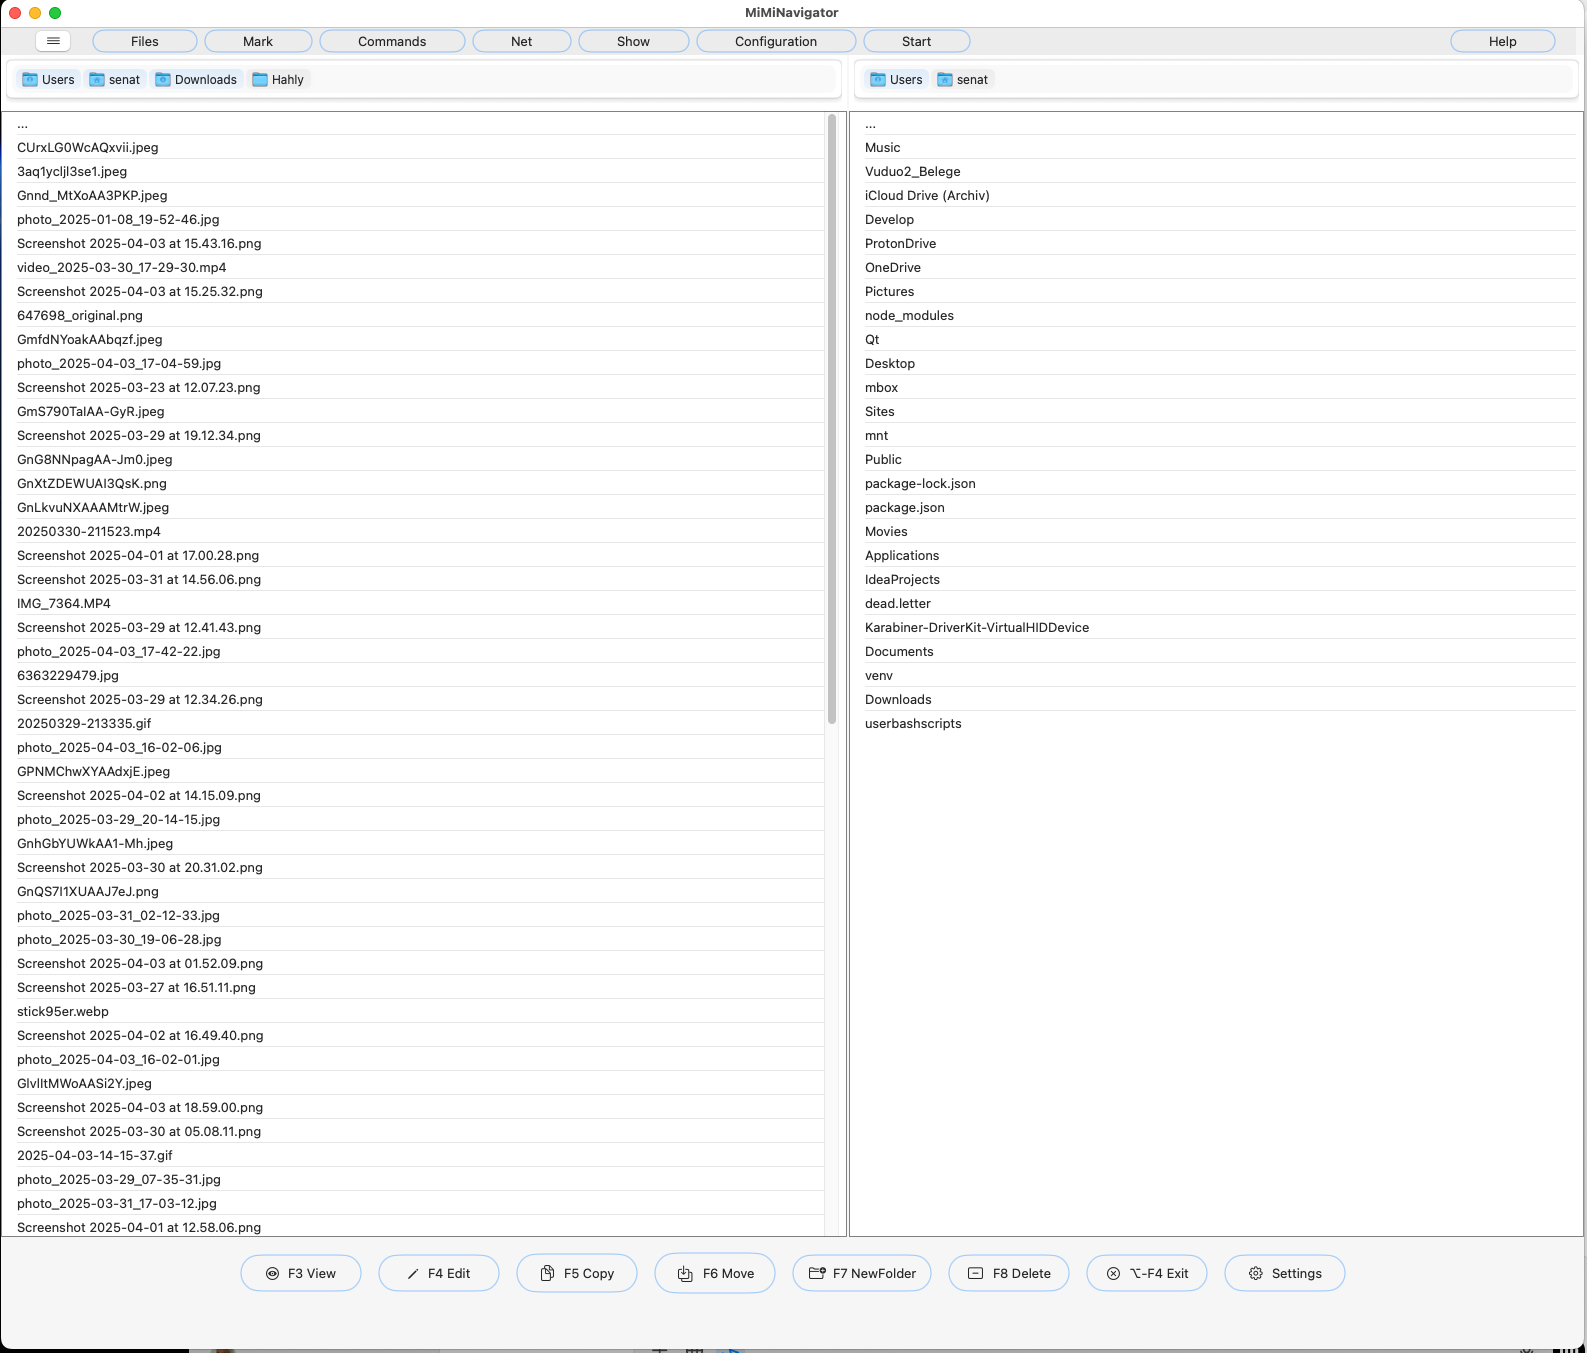 MiMiNavigator
Files Mark Commands Net Show Configuration Start Help
Users senat Downloads Hahly
...
CUrxLG0WcAQxvii.jpeg
3aq1ycljl3se1.jpeg
Gnnd_MtXoAA3PKP.jpeg
photo_2025-01-08_19-52-46.jpg
Screenshot 2025-04-03 at 15.43.16.png
video_2025-03-30_17-29-30.mp4
Screenshot 2025-04-03 at 15.25.32.png
647698_original.png
GmfdNYoakAAbqzf.jpeg
photo_2025-04-03_17-04-59.jpg
Screenshot 2025-03-23 at 12.07.23.png
GmS790TaIAA-GyR.jpeg
Screenshot 2025-03-29 at 19.12.34.png
GnG8NNpagAA-Jm0.jpeg
GnXtZDEWUAI3QsK.png
GnLkvuNXAAAMtrW.jpeg
20250330-211523.mp4
Screenshot 2025-04-01 at 17.00.28.png
Screenshot 2025-03-31 at 14.56.06.png
IMG_7364.MP4
Screenshot 2025-03-29 at 12.41.43.png
photo_2025-04-03_17-42-22.jpg
6363229479.jpg
Screenshot 2025-03-29 at 12.34.26.png
20250329-213335.gif
photo_2025-04-03_16-02-06.jpg
GPNMChwXYAAdxjE.jpeg
Screenshot 2025-04-02 at 14.15.09.png
photo_2025-03-29_20-14-15.jpg
GnhGbYUWkAA1-Mh.jpeg
Screenshot 2025-03-30 at 20.31.02.png
GnQS7I1XUAAJ7eJ.png
photo_2025-03-31_02-12-33.jpg
photo_2025-03-30_19-06-28.jpg
Screenshot 2025-04-03 at 01.52.09.png
Screenshot 2025-03-27 at 16.51.11.png
stick95er.webp
Screenshot 2025-04-02 at 16.49.40.png
photo_2025-04-03_16-02-01.jpg
GlvlItMWoAASi2Y.jpeg
Screenshot 2025-04-03 at 18.59.00.png
Screenshot 2025-03-30 at 05.08.11.png
2025-04-03-14-15-37.gif
photo_2025-03-29_07-35-31.jpg
photo_2025-03-31_17-03-12.jpg
Screenshot 2025-04-01 at 12.58.06.png
Users senat
...
Music
Vuduo2_Belege
iCloud Drive (Archiv)
Develop
ProtonDrive
OneDrive
Pictures
node_modules
Qt
Desktop
mbox
Sites
mnt
Public
package-lock.json
package.json
Movies
Applications
IdeaProjects
dead.letter
Karabiner-DriverKit-VirtualHIDDevice
Documents
venv
Downloads
userbashscripts
F3 View F4 Edit F5 Copy F6 Move F7 NewFolder F8 Delete ⌥-F4 Exit Settings